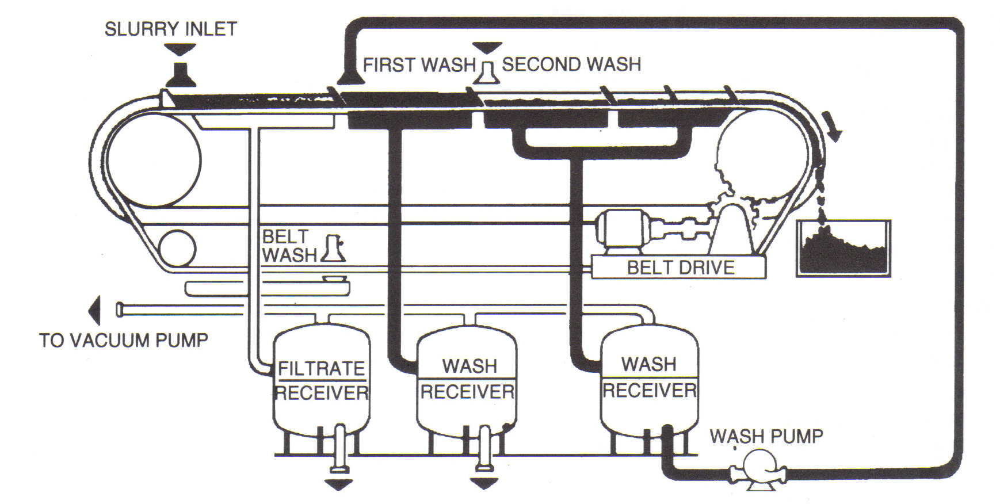 SLURRY INLET
FIRST WASH
SECOND WASH
BELT
WASH
BELT DRIVE
TO VACUUM PUMP
FILTRATE
RECEIVER
WASH
RECEIVER
WASH
RECEIVER
WASH PUMP